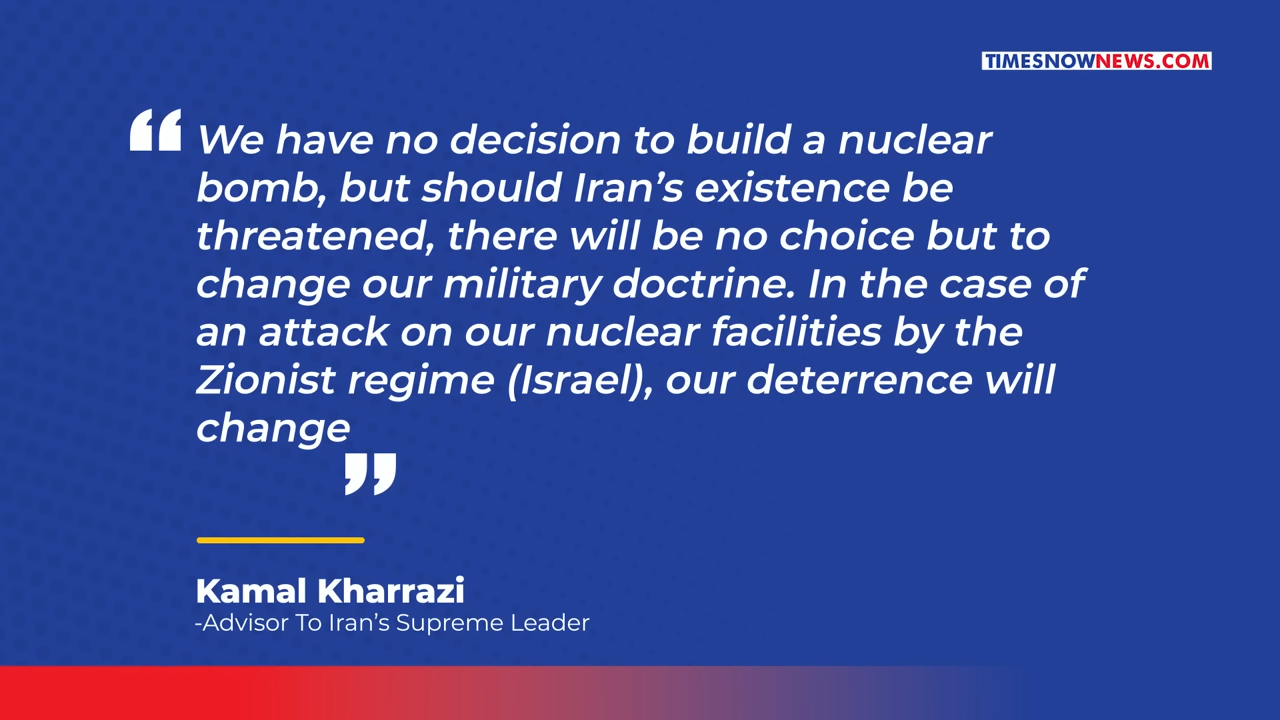 TIMESNOWNEWS.COM
“We have no decision to build a nuclear
bomb, but should Iran’s existence be
threatened, there will be no choice but to
change our military doctrine. In the case of
an attack on our nuclear facilities by the
Zionist regime (Israel), our deterrence will
change
”
Kamal Kharrazi
-Advisor To Iran’s Supreme Leader